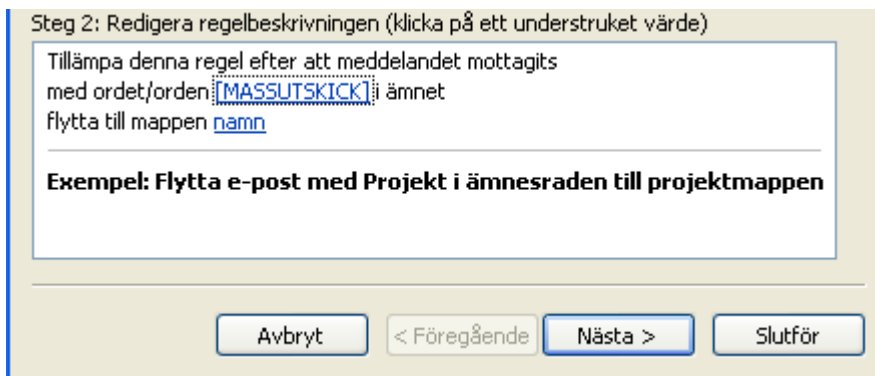 Steg 2: Redigera regelbeskrivningen (klicka på ett understruket värde)
Tillämpa denna regel efter att meddelandet mottagits
med ordet/orden [MASSUTSKICK] i ämnet
flytta till mappen namn
Exempel: Flytta e-post med Projekt i ämnesraden till projektmappen
Avbryt < Föregående Nästa > Slutför